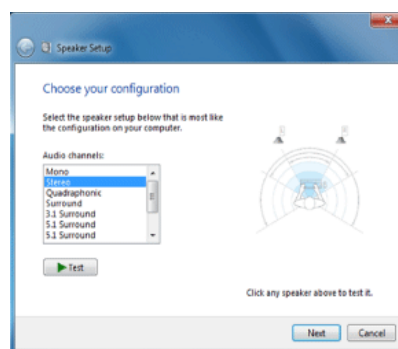 Speaker Setup
Choose your configuration
Select the speaker setup below that is most like
the configuration on your computer.
Audio channels:
Mono
Stereo
Quadraphonic
Surround
3.1 Surround
5.1 Surround
5.1 Surround
Test
Click any speaker above to test it.
Next
Cancel